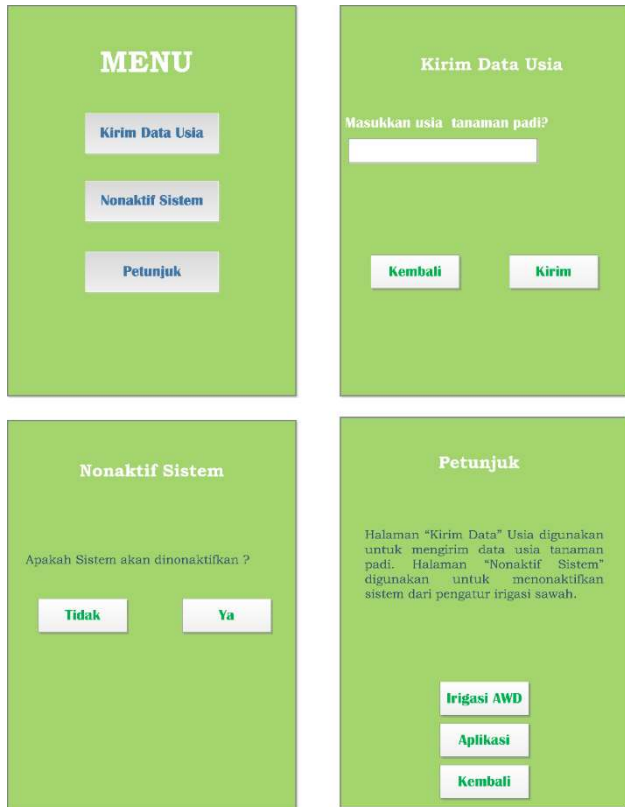 MENU
Kirim Data Usia
Nonaktif Sistem
Petunjuk
Kirim Data Usia
Masukkan usia tanaman padi?
Kembali
Kirim
Nonaktif Sistem
Apakah Sistem akan dinonaktifkan ?
Tidak
Ya
Petunjuk
Halaman “Kirim Data” Usia digunakan
untuk mengirim data usia tanaman
padi. Halaman “Nonaktif Sistem”
digunakan untuk menonaktifkan
sistem dari pengatur irigasi sawah.
Irigasi AWD
Aplikasi
Kembali